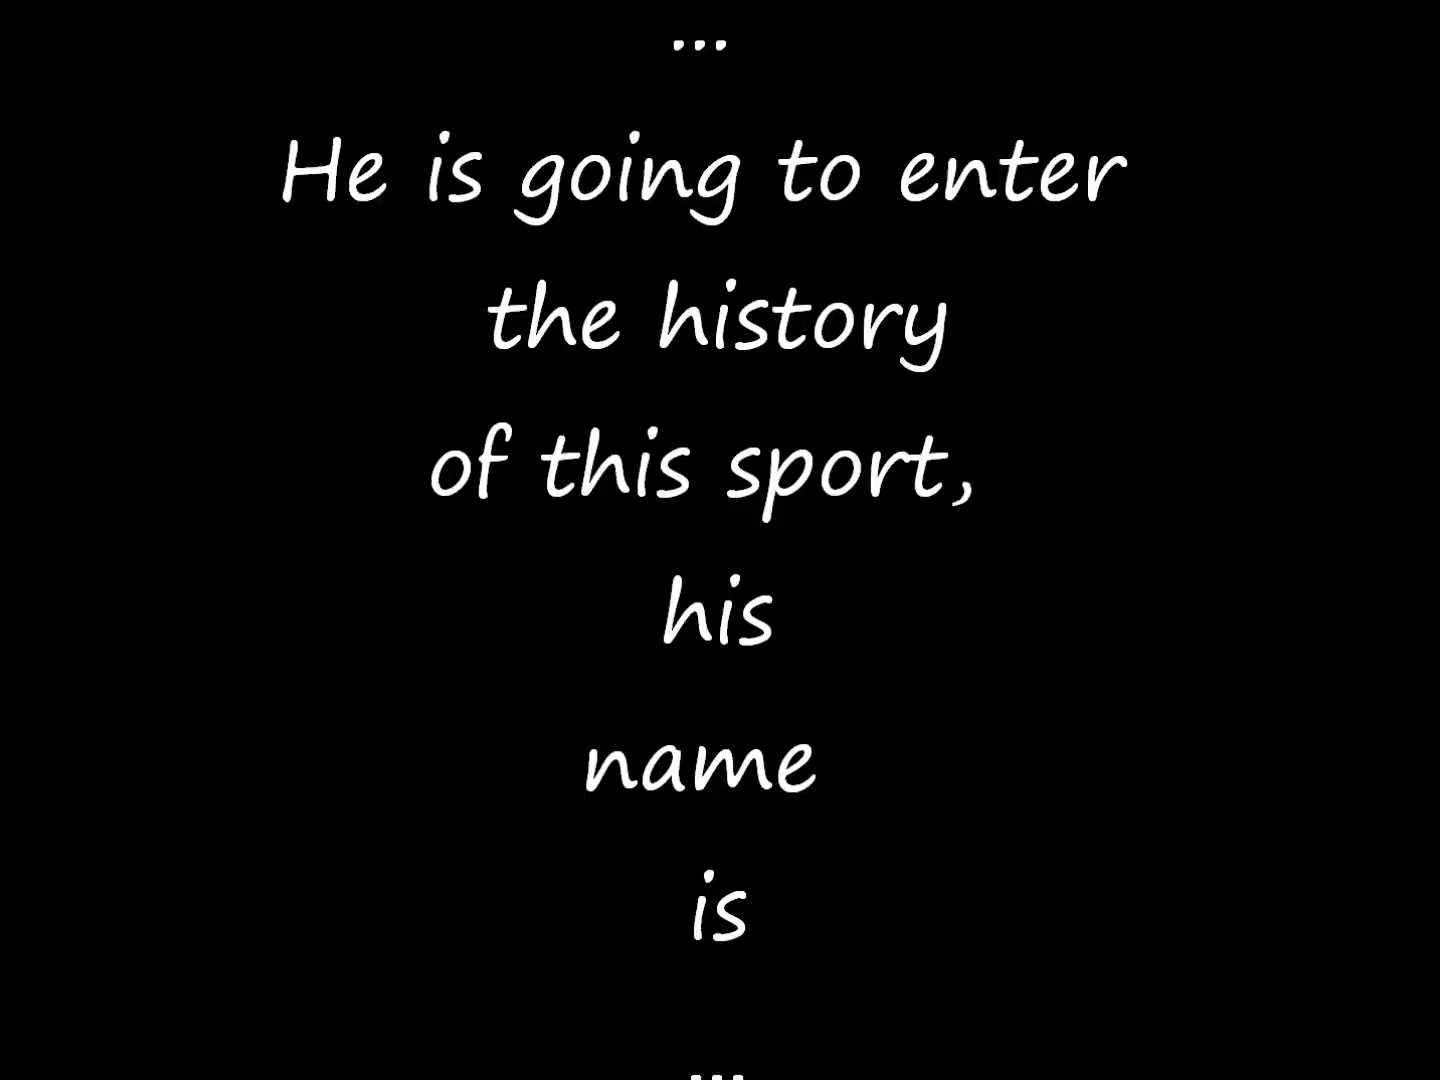 ...
He is going to enter
the history
of this sport,
his
name
is
...